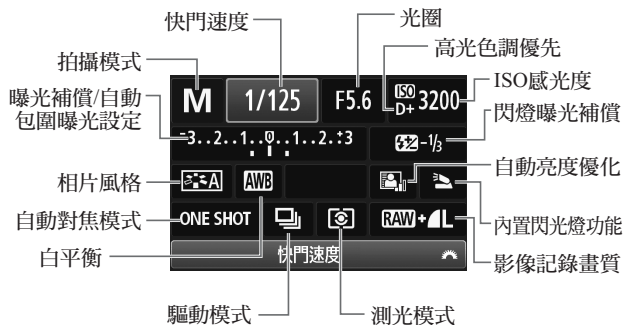 快門速度
光圈
拍攝模式
高光色調優先
曝光補償/自動
包圍曝光設定
ISO感光度
閃燈曝光補償
M
1/125
F5.6
ISO
D+
3200
-3..2..1..0..1..2.+3
-1/3
相片風格
A
AWB
自動亮度優化
自動對焦模式
ONE SHOT
RAW+L
內置閃光燈功能
白平衡
快門速度
影像記錄畫質
驅動模式
測光模式